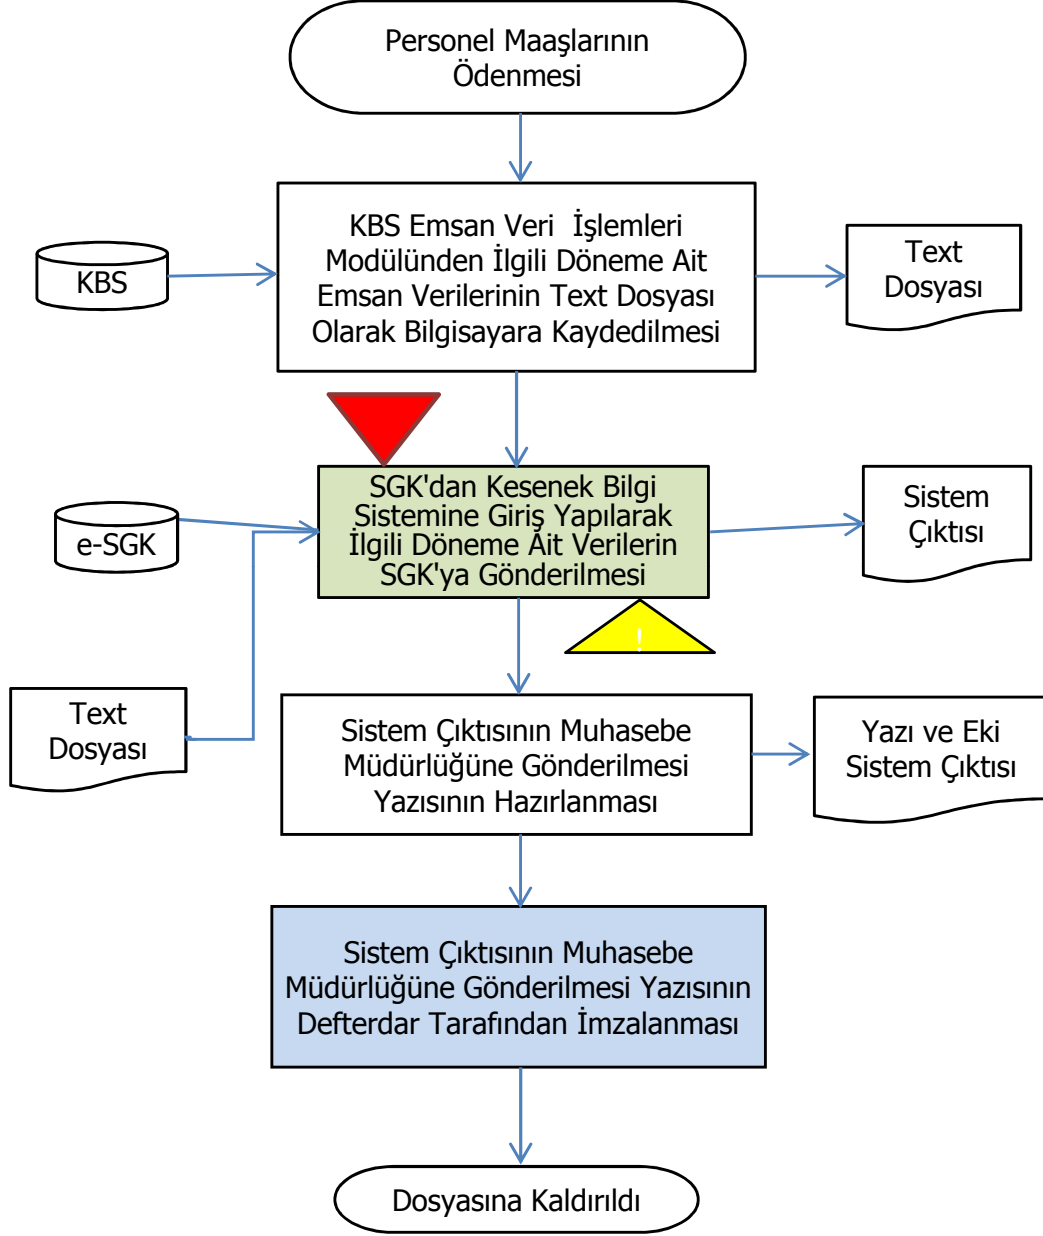 Personel Maaşlarının
Ödenmesi
KBS Emsan Veri  İşlemleri
Modülünden İlgili Döneme Ait
Emsan Verilerinin Text Dosyası
Olarak Bilgisayara Kaydedilmesi
KBS
Text
Dosyası
SGK'dan Kesenek Bilgi
Sistemine Giriş Yapılarak
İlgili Döneme Ait Verilerin
SGK'ya Gönderilmesi
e-SGK
Sistem
Çıktısı
!
Text
Dosyası
Sistem Çıktısının Muhasebe
Müdürlüğüne Gönderilmesi
Yazısının Hazırlanması
Yazı ve Eki
Sistem Çıktısı
Sistem Çıktısının Muhasebe
Müdürlüğüne Gönderilmesi Yazısının
Defterdar Tarafından İmzalanması
Dosyasına Kaldırıldı